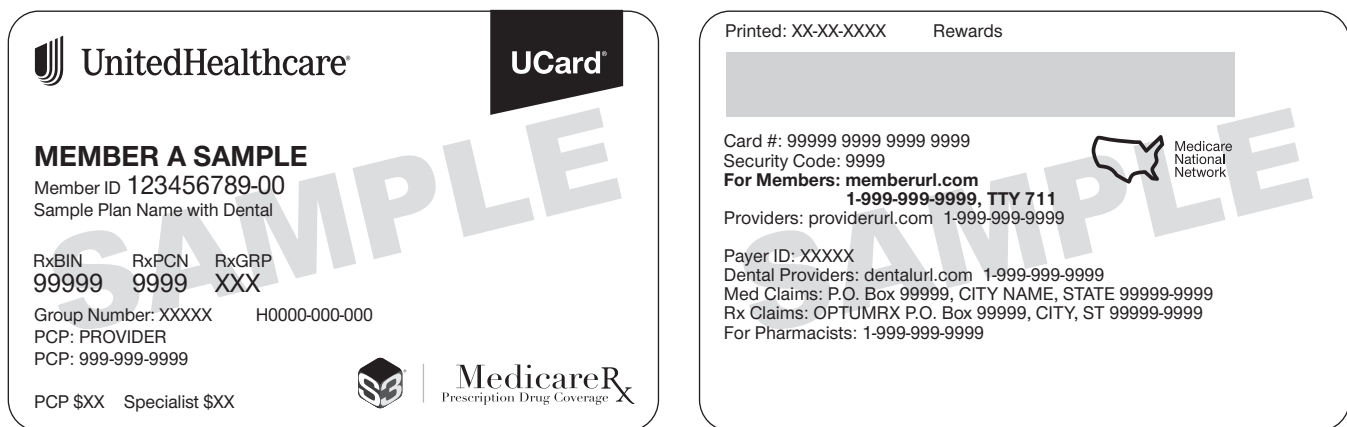 UnitedHealthcare®
UCard®
MEMBER A SAMPLE
Member ID 123456789-00
Sample Plan Name with Dental
RxBIN RxPCN RxGRP
99999 9999 XXX
Group Number: XXXXX H0000-000-000
PCP: PROVIDER
PCP: 999-999-9999
PCP $XX Specialist $XX
S3®
MedicareRx
Prescription Drug Coverage
SAMPLE
Printed: XX-XX-XXXX Rewards
Card #: 99999 9999 9999 9999
Security Code: 9999
For Members: memberurl.com
1-999-999-9999, TTY 711
Providers: providerurl.com 1-999-999-9999
Medicare
National
Network
Payer ID: XXXXX
Dental Providers: dentalurl.com 1-999-999-9999
Med Claims: P.O. Box 99999, CITY NAME, STATE 99999-9999
Rx Claims: OPTUMRX P.O. Box 99999, CITY, ST 99999-9999
For Pharmacists: 1-999-999-9999
SAMPLE